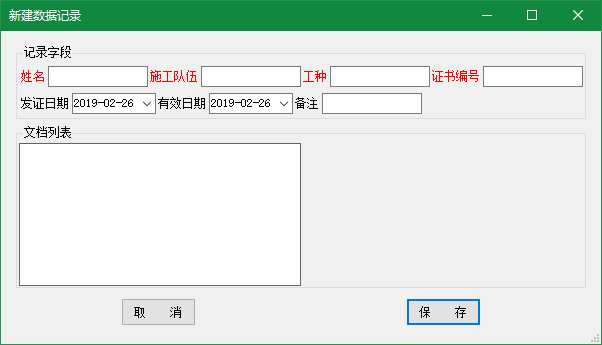 新建数据记录
记录字段
姓名 施工队伍 工种 证书编号
发证日期 2019-02-26 有效日期 2019-02-26 备注
文档列表
取 消 保 存